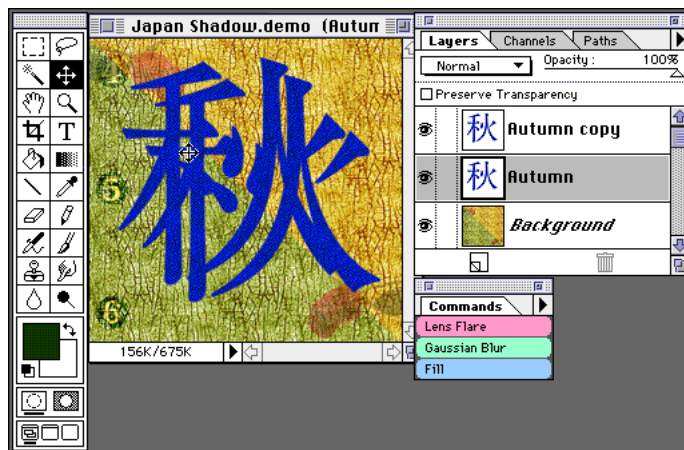 Japan Shadow.demo (Autun
秋
5
6
156K/675K
T
Layers
Channels
Paths
Normal
Opacity: 100%
Preserve Transparency
秋 Autumn copy
秋 Autumn
Background
Commands
Lens Flare
Gaussian Blur
Fill